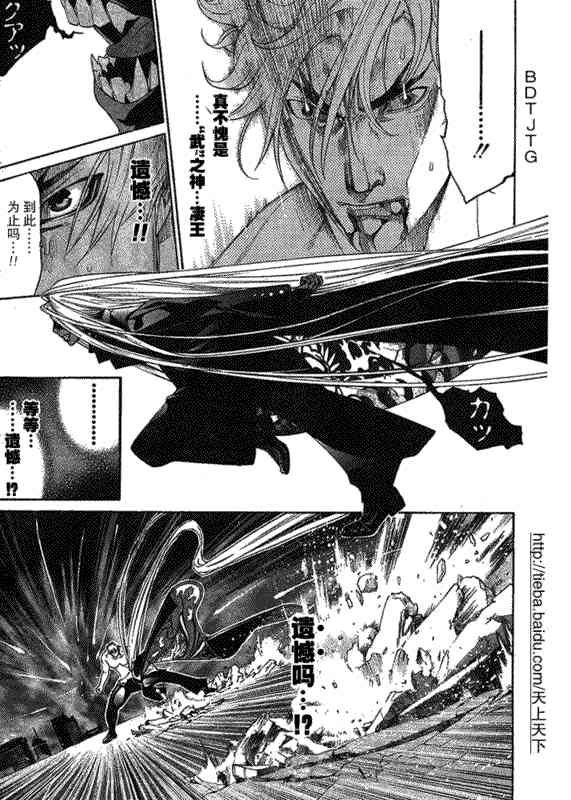 BDTJTG
…………!!
真不愧是
……“武”之神……凄王
クアッ
遗憾……!!
到此……
为止吗…!!
カッ
…………
等等…
……遗憾…!?
遗憾吗……!?
http://tieba.baidu.com/天上天下